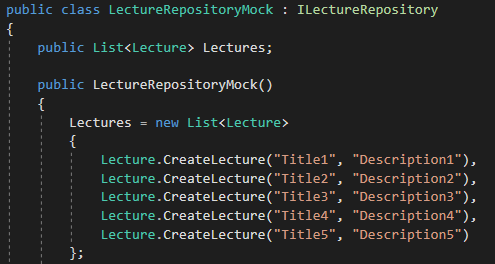 public class LectureRepositoryMock : ILectureRepository
{
    public List<Lecture> Lectures;
    public LectureRepositoryMock()
    {
        Lectures = new List<Lecture>
        {
            Lecture.CreateLecture("Title1", "Description1"),
            Lecture.CreateLecture("Title2", "Description2"),
            Lecture.CreateLecture("Title3", "Description3"),
            Lecture.CreateLecture("Title4", "Description4"),
            Lecture.CreateLecture("Title5", "Description5")
        };